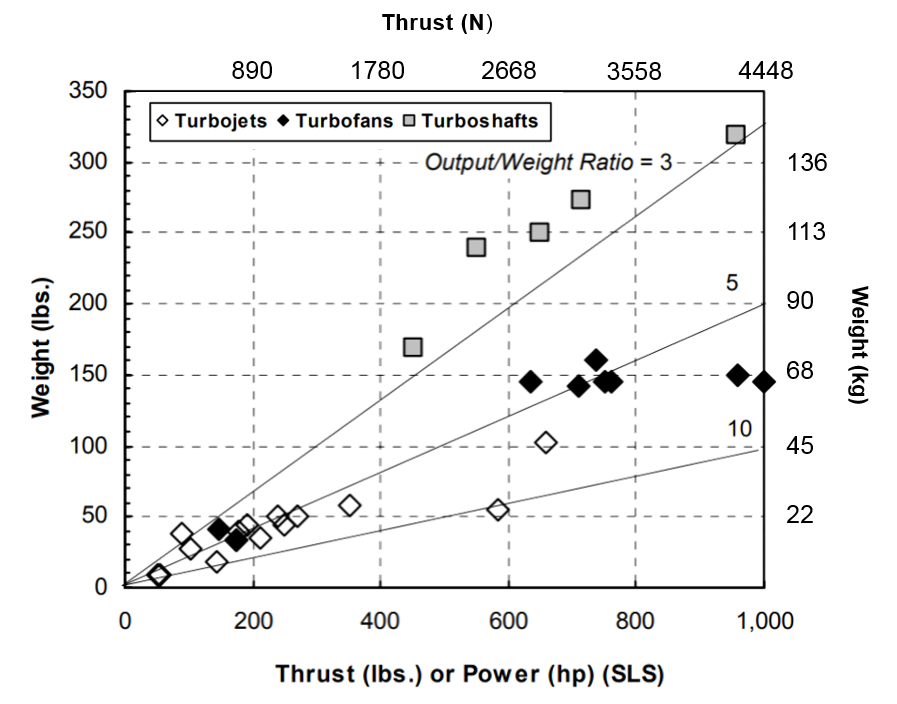 Thrust (N)
890 1780 2668 3558 4448
350
Turbojets Turbofans Turboshafts
300 Output/Weight Ratio = 3 136
250 113
5
200 90
Weight (lbs.)
Weight (kg)
150 68
10
100 45
50 22
0
0 200 400 600 800 1,000
Thrust (lbs.) or Power (hp) (SLS)